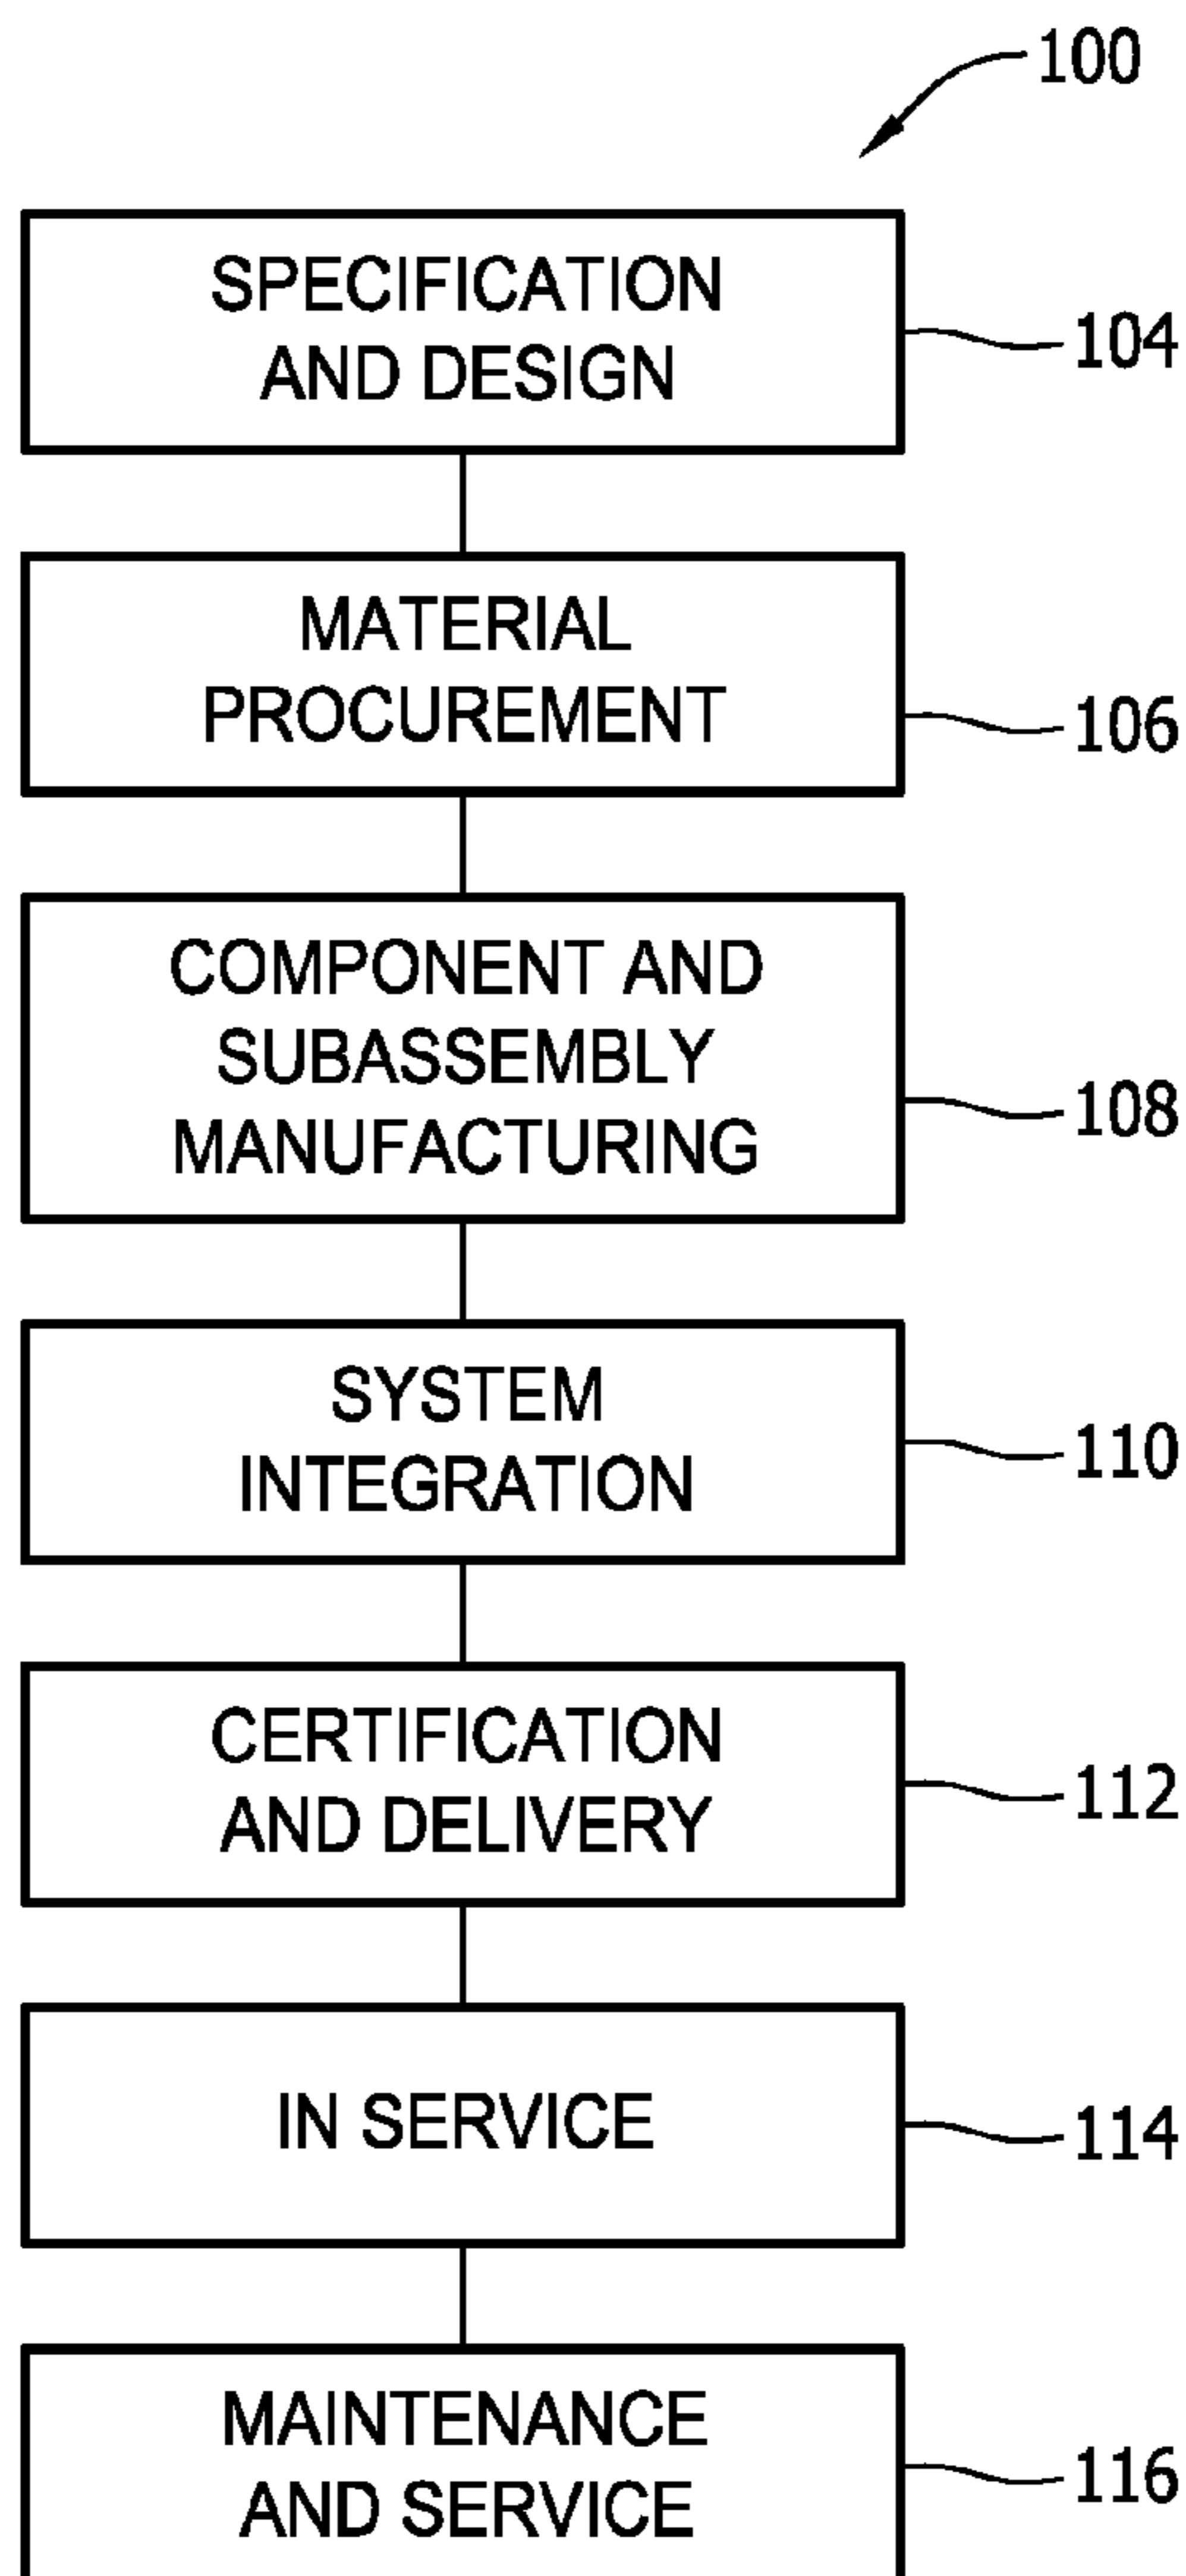 100
SPECIFICATION
AND DESIGN
104
MATERIAL
PROCUREMENT
106
COMPONENT AND
SUBASSEMBLY
MANUFACTURING
108
SYSTEM
INTEGRATION
110
CERTIFICATION
AND DELIVERY
112
IN SERVICE
114
MAINTENANCE
AND SERVICE
116